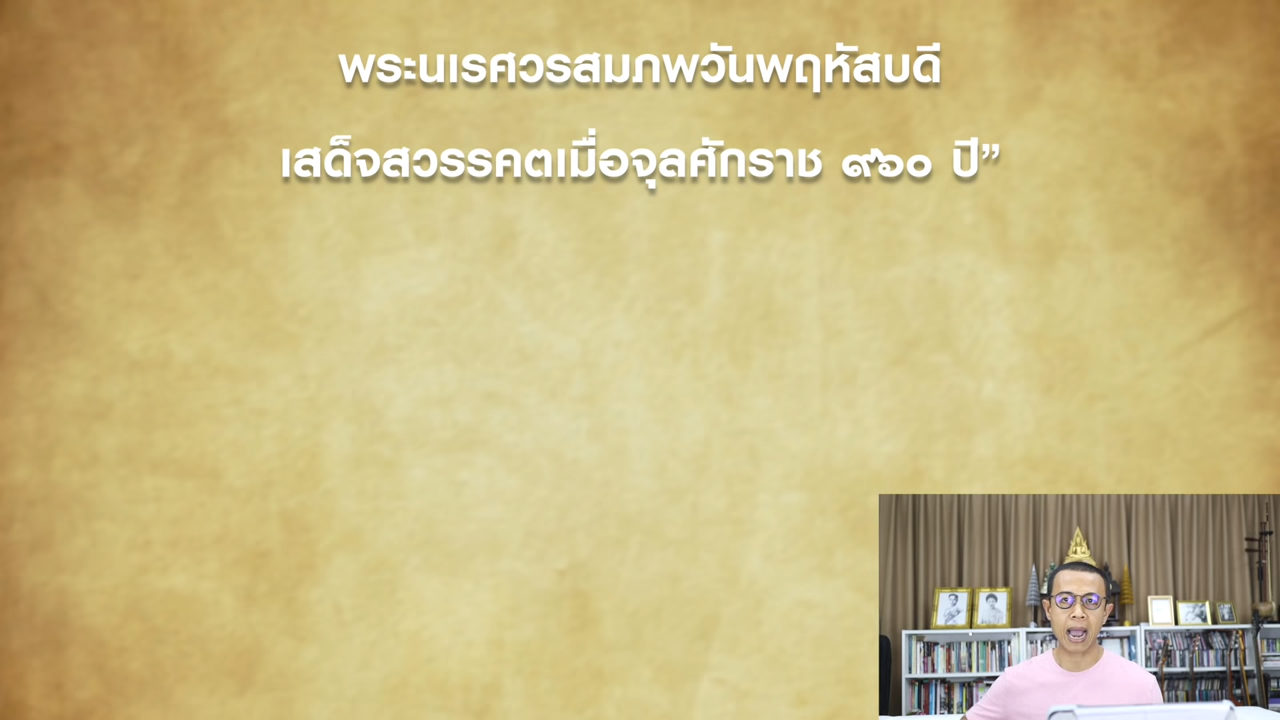 พระนเรศวรสมภพวันพฤหัสบดี
เสด็จสวรรคตเมื่อจุลศักราช ๙๖๐ ปี”